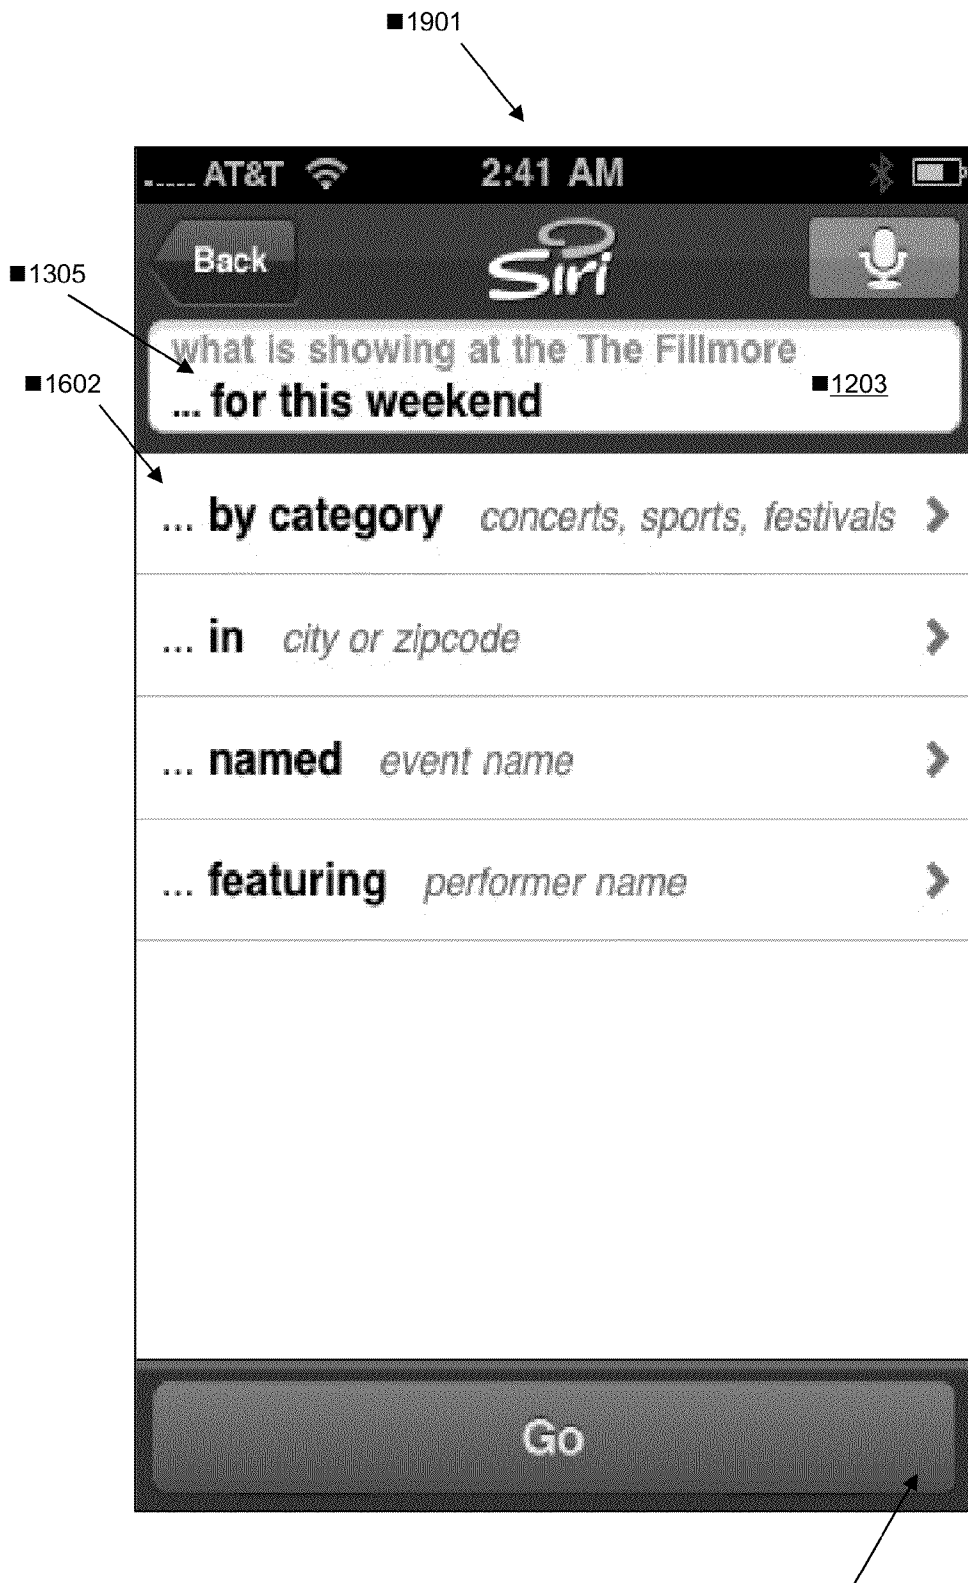 ■1901
AT&T 2:41 AM
Back Siri
■1305
what is showing at the The Fillmore
■1602
... for this weekend ■1203
... by category concerts, sports, festivals
... in city or zipcode
... named event name
... featuring performer name
Go